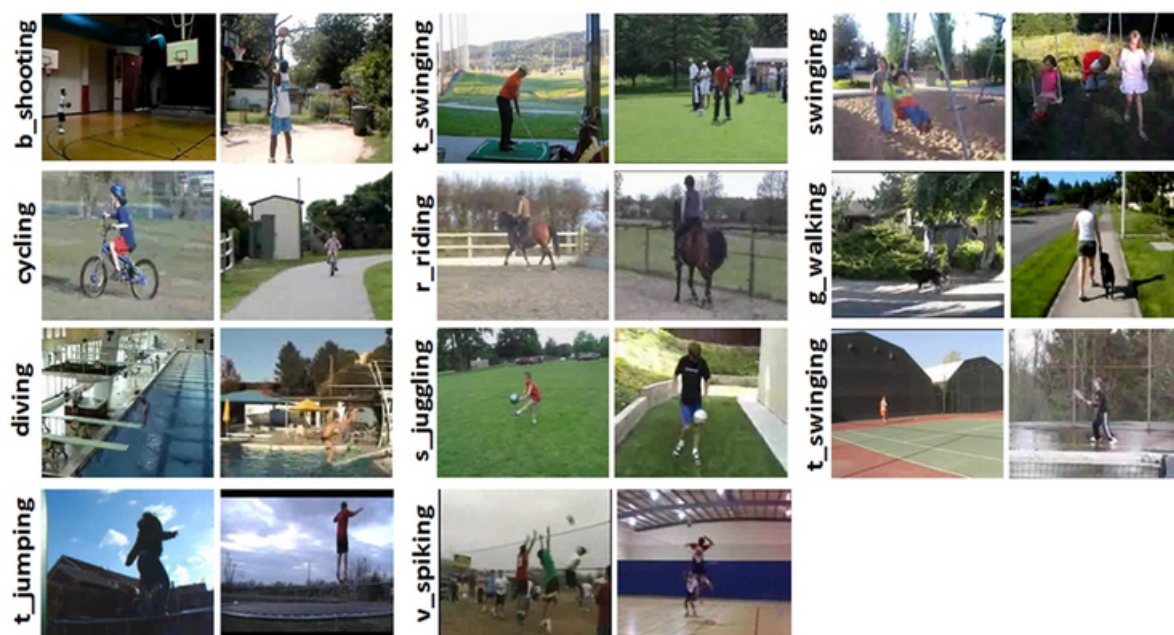 b_shooting
t_swinging
swinging
cycling
r_riding
g_walking
diving
s_juggling
t_swinging
t_jumping
v_spiking